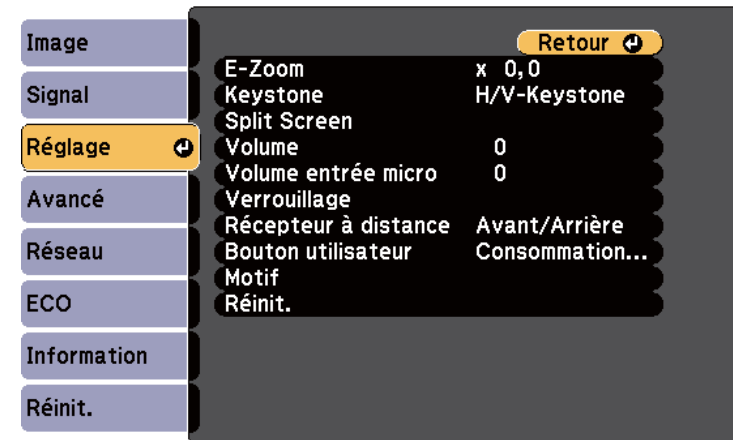 Image
Signal
Réglage
Avancé
Réseau
ECO
Information
Réinit.
Retour
E-Zoom x 0,0
Keystone H/V-Keystone
Split Screen
Volume 0
Volume entrée micro 0
Verrouillage
Récepteur à distance Avant/Arrière
Bouton utilisateur Consommation...
Motif
Réinit.